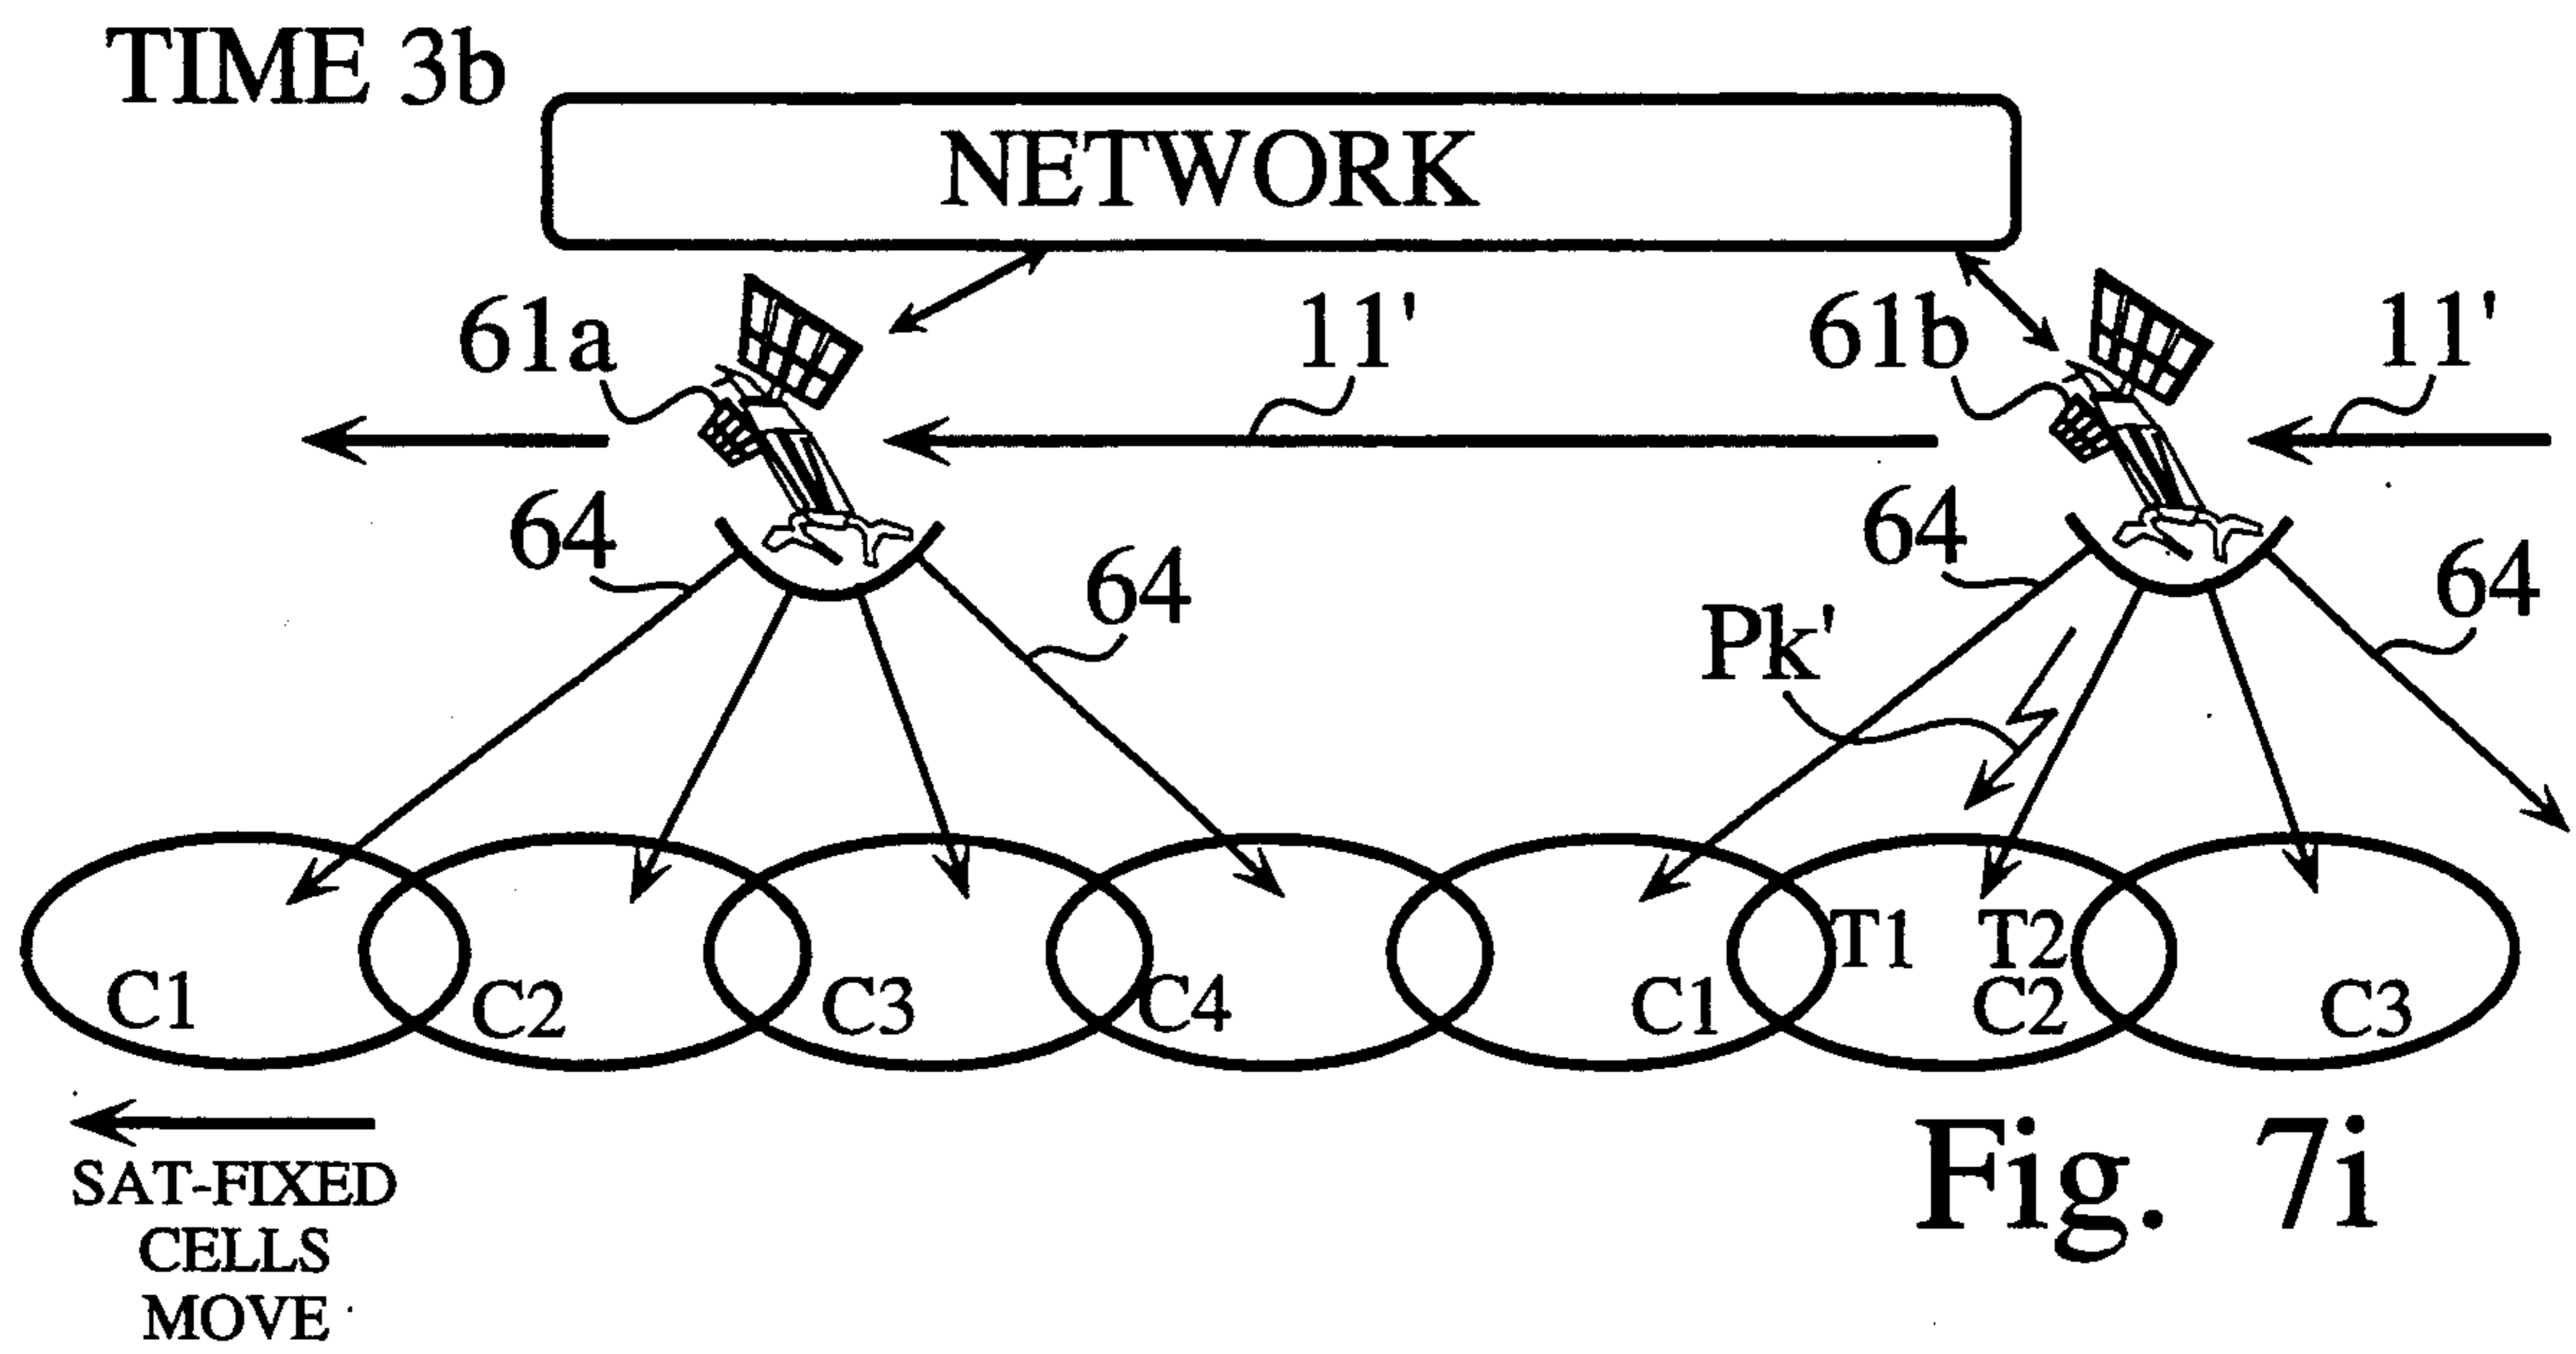 TIME 3b
NETWORK
61a
11'
61b
11'
64
64
64
64
Pk'
T1
T2
C1
C2
C3
C4
C1
C2
C3
SAT-FIXED
CELLS
MOVE
Fig. 7i